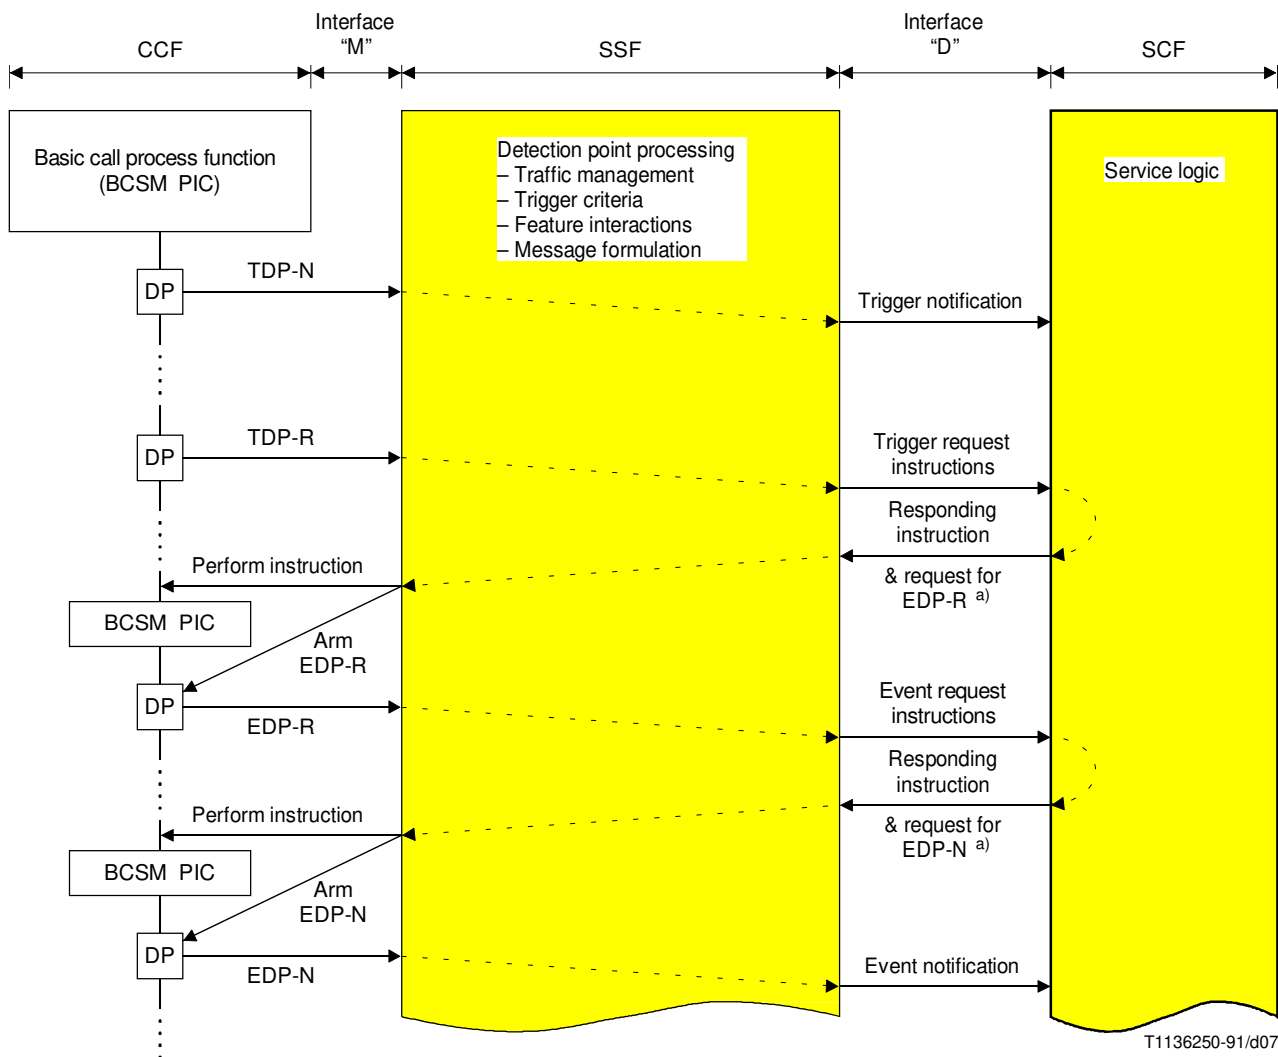 CCF
Interface
“M”
SSF
Interface
“D”
SCF
Basic call process function
(BCSM PIC)
Detection point processing
– Traffic management
– Trigger criteria
– Feature interactions
– Message formulation
Service logic
DP
TDP-N
Trigger notification
DP
TDP-R
Trigger request
instructions
Responding
instruction
& request for
EDP-R a)
Perform instruction
BCSM PIC
Arm
EDP-R
DP
EDP-R
Event request
instructions
Responding
instruction
& request for
EDP-N a)
Perform instruction
BCSM PIC
Arm
EDP-N
DP
EDP-N
Event notification
T1136250-91/d07